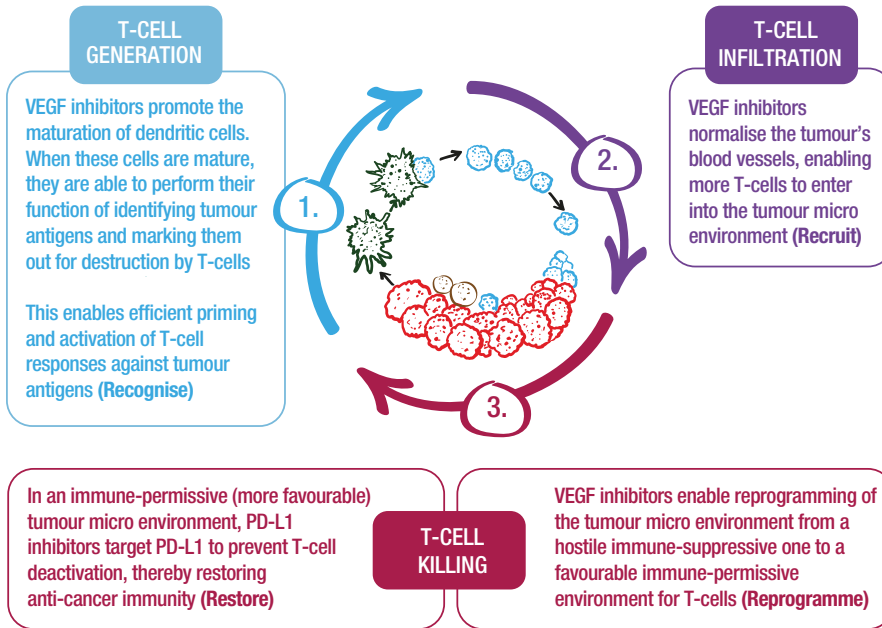 T-CELL
GENERATION
VEGF inhibitors promote the
maturation of dendritic cells.
When these cells are mature,
they are able to perform their
function of identifying tumour
antigens and marking them
out for destruction by T-cells
This enables efficient priming
and activation of T-cell
responses against tumour
antigens (Recognise)
1.
2.
3.
T-CELL
INFILTRATION
VEGF inhibitors
normalise the tumour's
blood vessels, enabling
more T-cells to enter
into the tumour micro
environment (Recruit)
In an immune-permissive (more favourable)
tumour micro environment, PD-L1
inhibitors target PD-L1 to prevent T-cell
deactivation, thereby restoring
anti-cancer immunity (Restore)
T-CELL
KILLING
VEGF inhibitors enable reprogramming of
the tumour micro environment from a
hostile immune-suppressive one to a
favourable immune-permissive
environment for T-cells (Reprogramme)